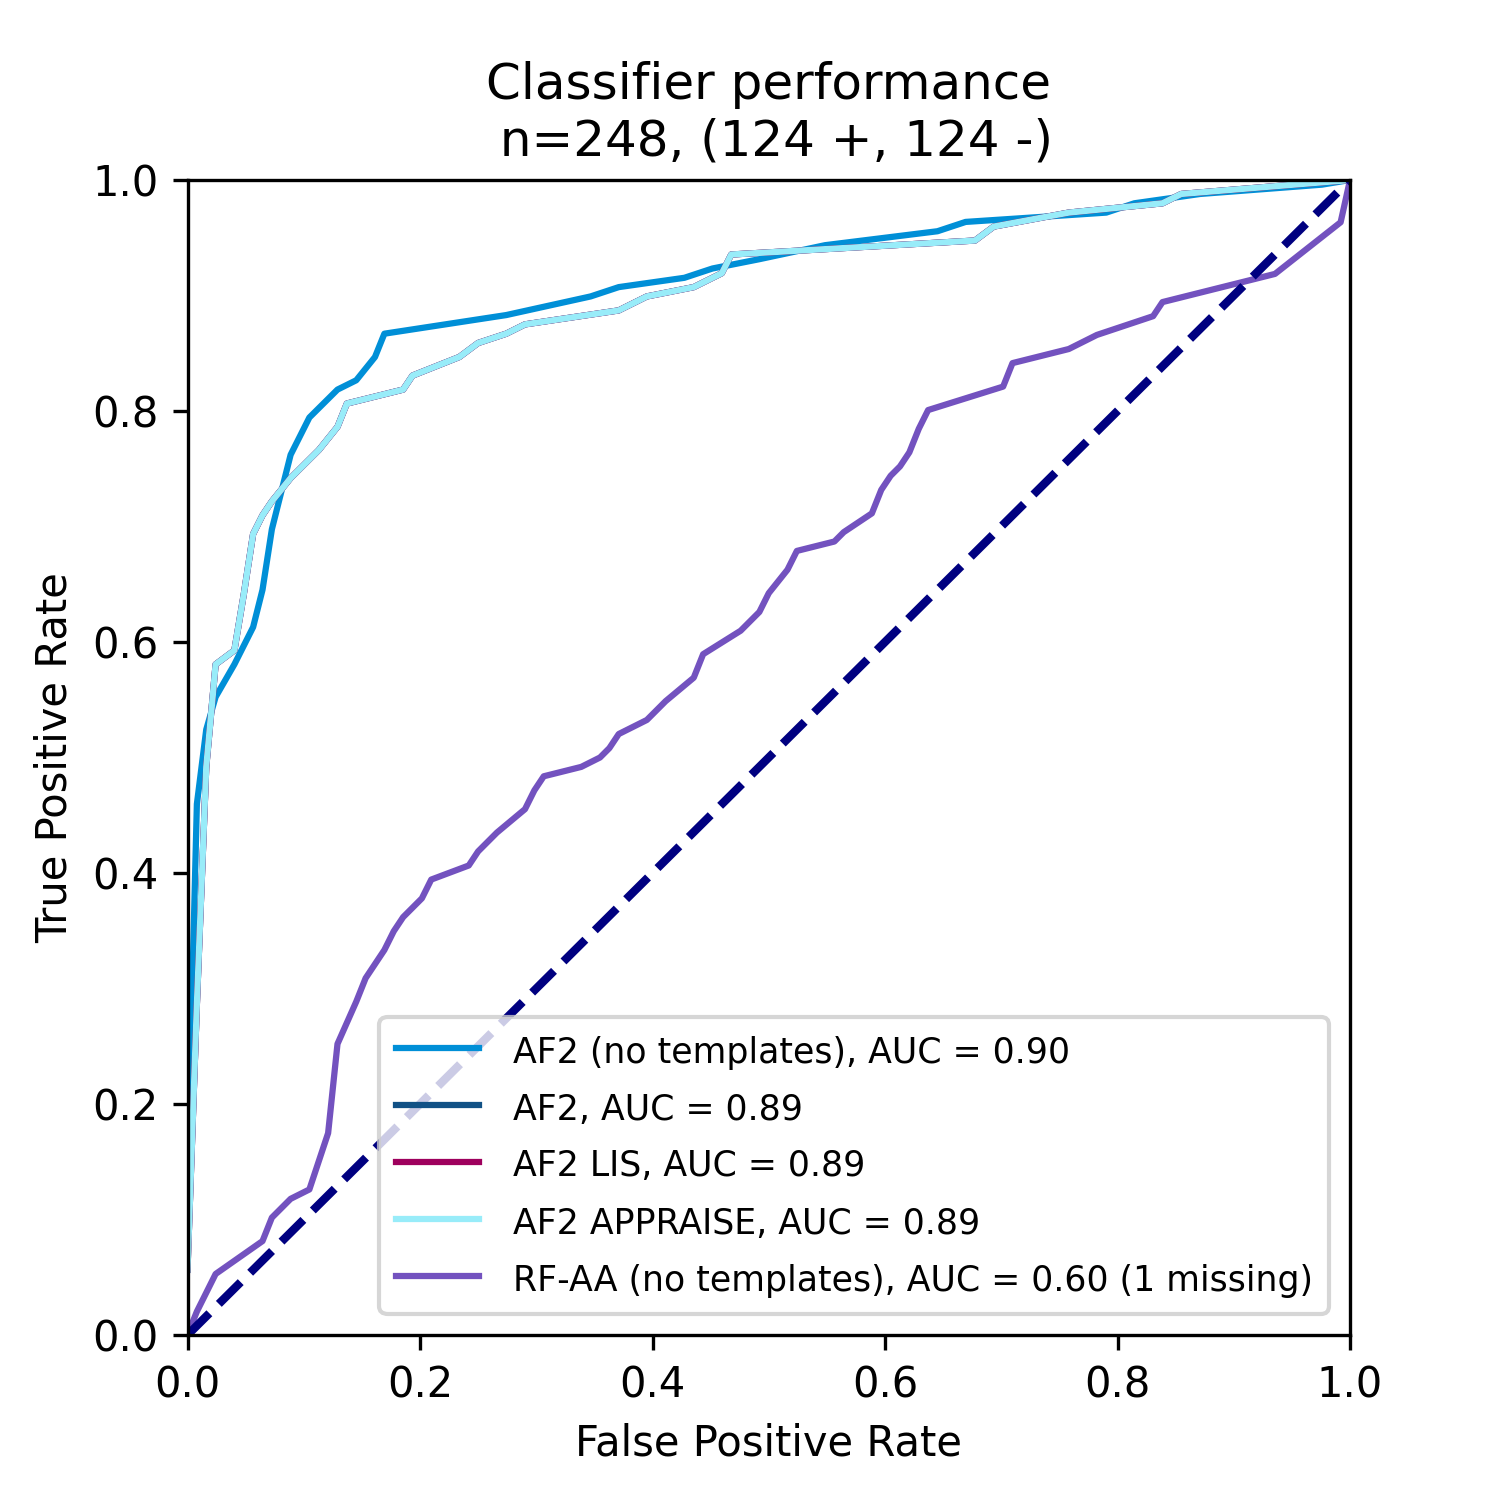 Classifier performance
n=248, (124 +, 124 -)
1.0
0.8
0.6
0.4
0.2
0.0
True Positive Rate
AF2 (no templates), AUC = 0.90
AF2, AUC = 0.89
AF2 LIS, AUC = 0.89
AF2 APPRAISE, AUC = 0.89
RF-AA (no templates), AUC = 0.60 (1 missing)
0.0 0.2 0.4 0.6 0.8 1.0
False Positive Rate